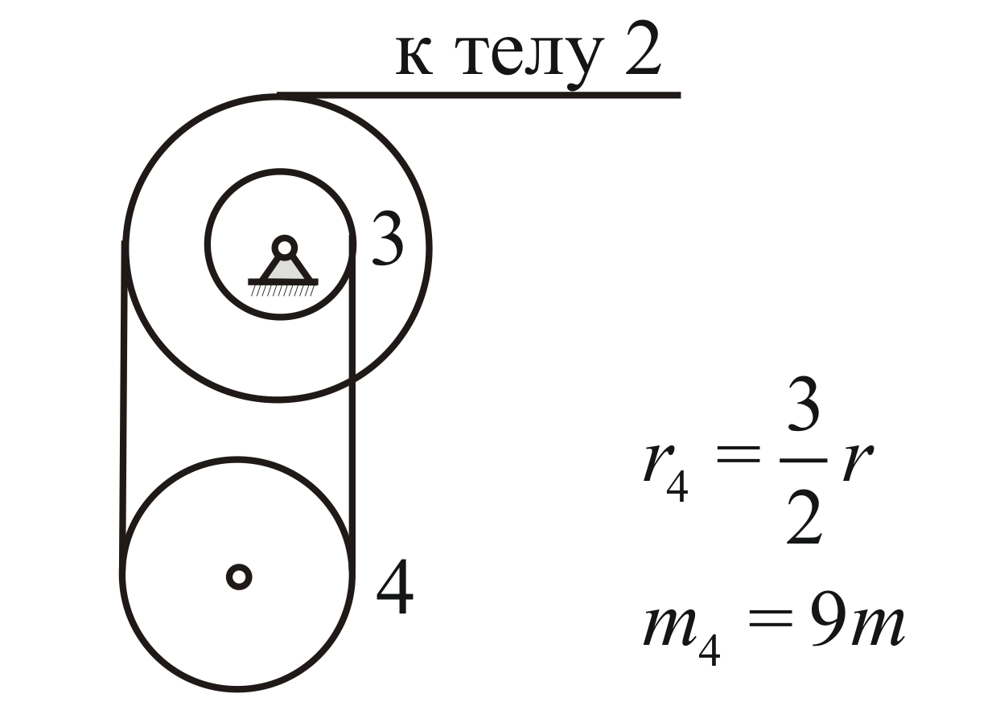 к телу 2
3
r₄ = 3/2 r
4
m₄ = 9m